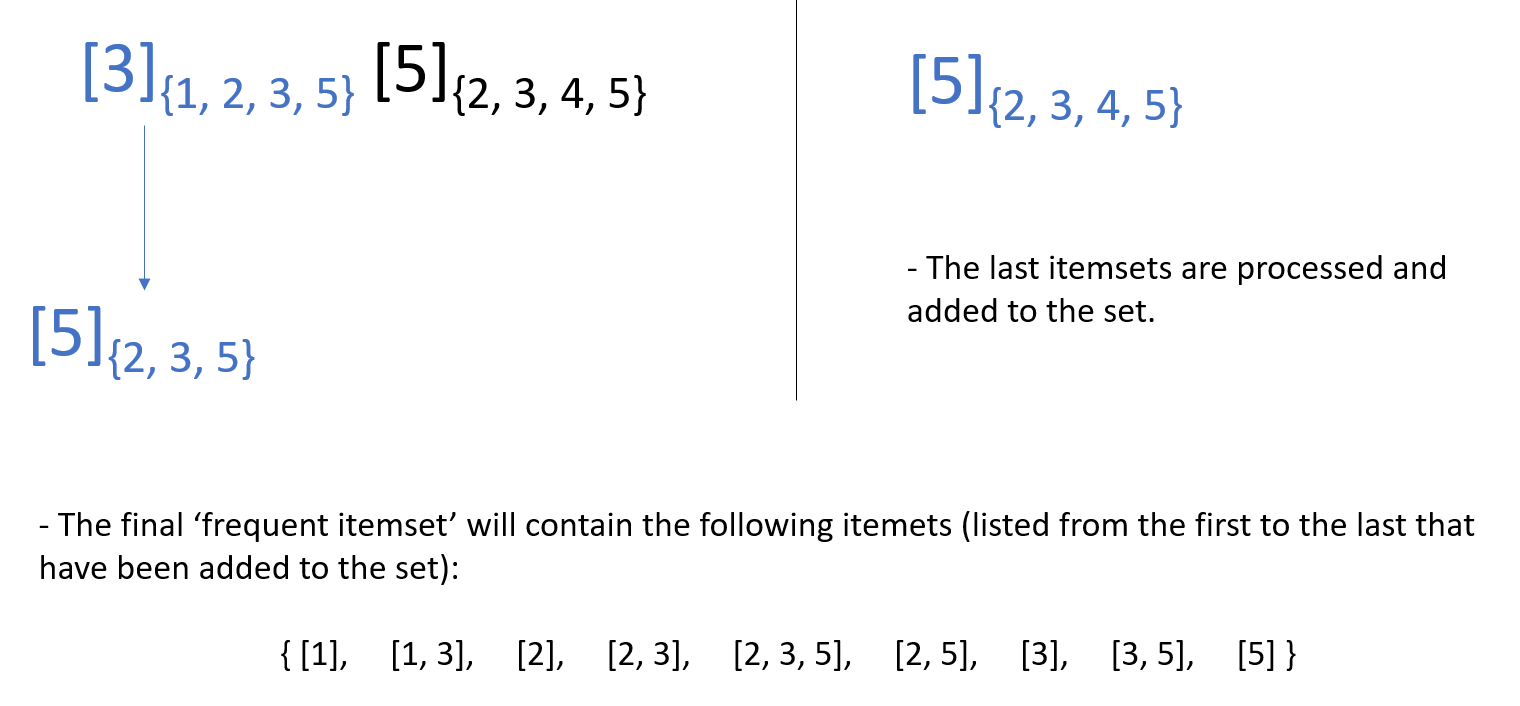 [3]{1, 2, 3, 5} [5]{2, 3, 4, 5}
[5]{2, 3, 5}
[5]{2, 3, 4, 5}
- The last itemsets are processed and
added to the set.
- The final ‘frequent itemset’ will contain the following itemets (listed from the first to the last that
have been added to the set):
{ [1], [1, 3], [2], [2, 3], [2, 3, 5], [2, 5], [3], [3, 5], [5] }